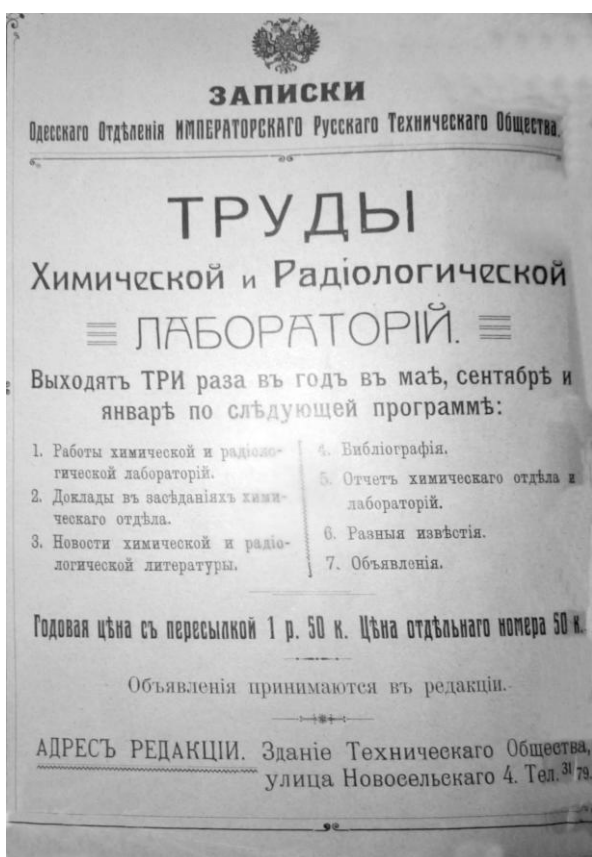 ЗАПИСКИ
Одесскаго Отдѣленія ИМПЕРАТОРСКАГО Русскаго Техническаго Общества.
ТРУДЫ
Химической и Радіологической
ЛАБОРАТОРІЙ.
Выходятъ ТРИ раза въ годъ въ маѣ, сентябрѣ и
январѣ по слѣдующей программѣ:
1. Работы химической и радіоло-
гической лабораторій.
2. Доклады въ засѣданіяхъ хими-
ческаго отдѣла.
3. Новости химической и радіо-
логической литературы.
4. Библіографія.
5. Отчет химическаго отдѣла и
лабораторій.
6. Разныя извѣстія.
7. Объявленія.
Годовая цѣна съ пересылкой 1 р. 50 к. Цѣна отдѣльнаго номера 50 к.
Объявленія принимаются въ редакціи.
АДРЕСЪ РЕДАКЦІИ. Зданіе Техническаго Общества,
улица Новосельскаго 4. Тел. 31/79.